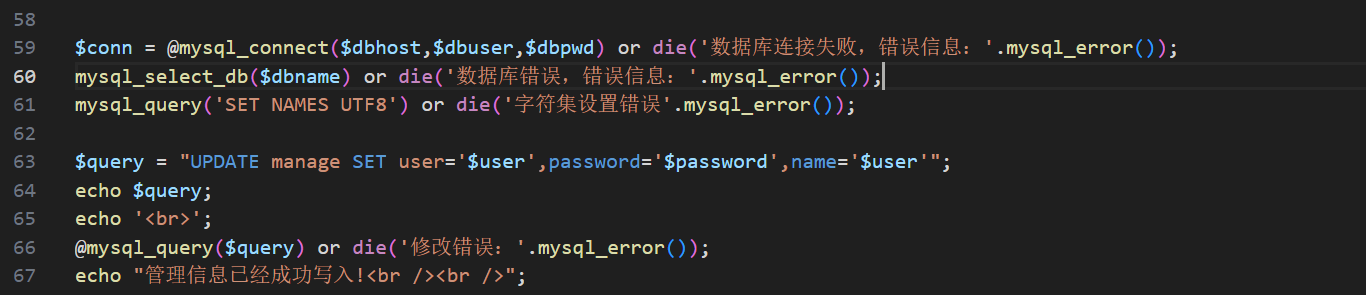 58
59 $conn = @mysql_connect($dbhost,$dbuser,$dbpwd) or die('数据库连接失败，错误信息：'.mysql_error());
60 mysql_select_db($dbname) or die('数据库错误，错误信息：'.mysql_error());
61 mysql_query('SET NAMES UTF8') or die('字符集设置错误'.mysql_error());
62
63 $query = "UPDATE manage SET user='$user',password='$password',name='$user'";
64 echo $query;
65 echo '<br>';
66 @mysql_query($query) or die('修改错误：'.mysql_error());
67 echo "管理信息已经成功写入!<br /><br />";